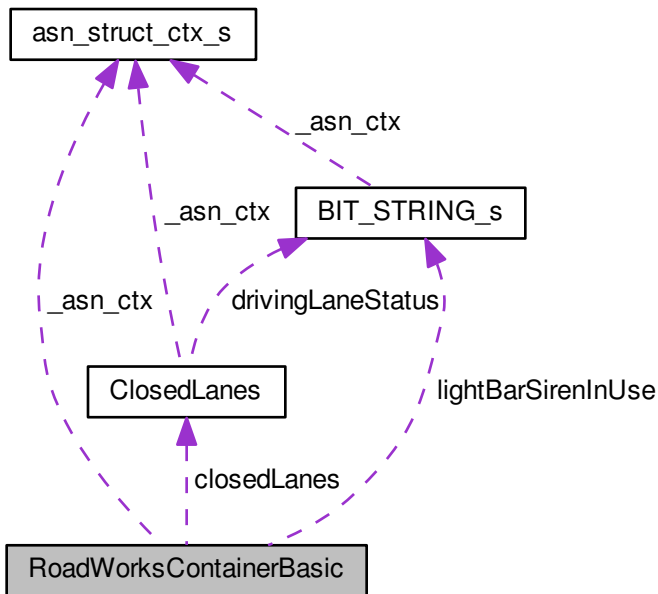 asn_struct_ctx_s
_asn_ctx
BIT_STRING_s
_asn_ctx
_asn_ctx
drivingLaneStatus
ClosedLanes
lightBarSirenInUse
closedLanes
RoadWorksContainerBasic